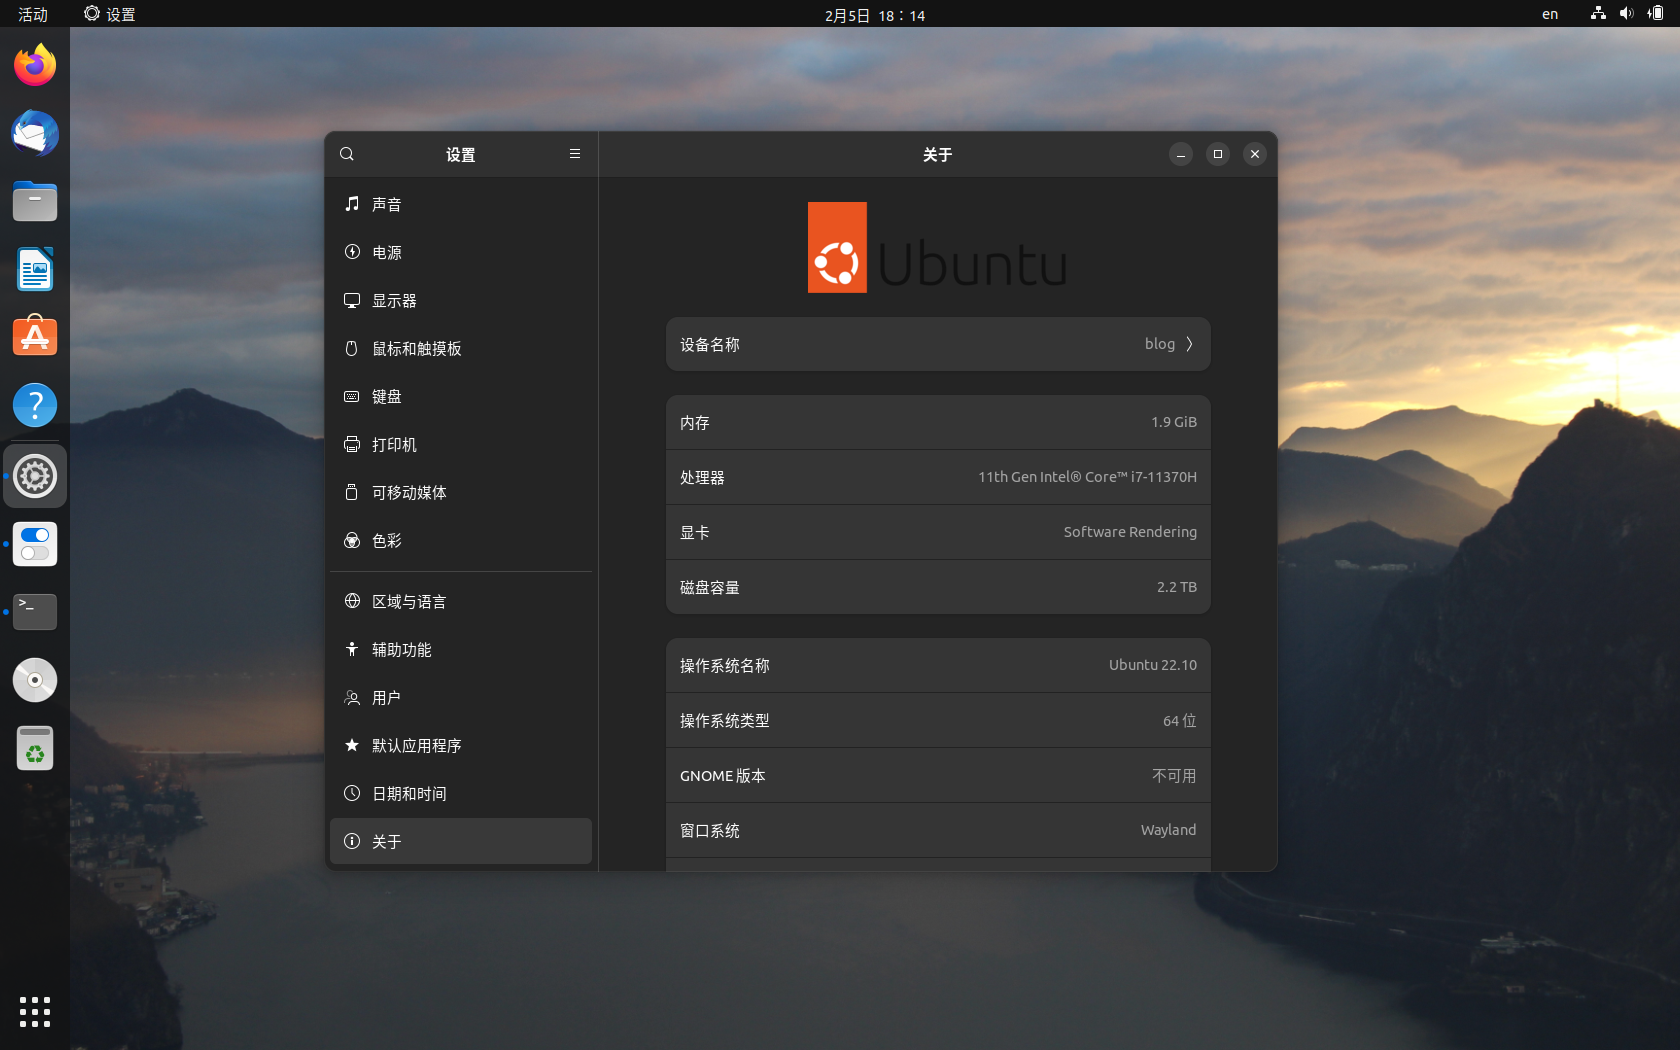 活动
设置
2月5日 18：14
en
设置
关于
声音
电源
显示器
鼠标和触摸板
键盘
打印机
可移动媒体
色彩
区域与语言
辅助功能
用户
默认应用程序
日期和时间
关于
Ubuntu
设备名称 blog
内存 1.9 GiB
处理器 11th Gen Intel® Core™ i7-11370H
显卡 Software Rendering
磁盘容量 2.2 TB
操作系统名称 Ubuntu 22.10
操作系统类型 64 位
GNOME 版本 不可用
窗口系统 Wayland